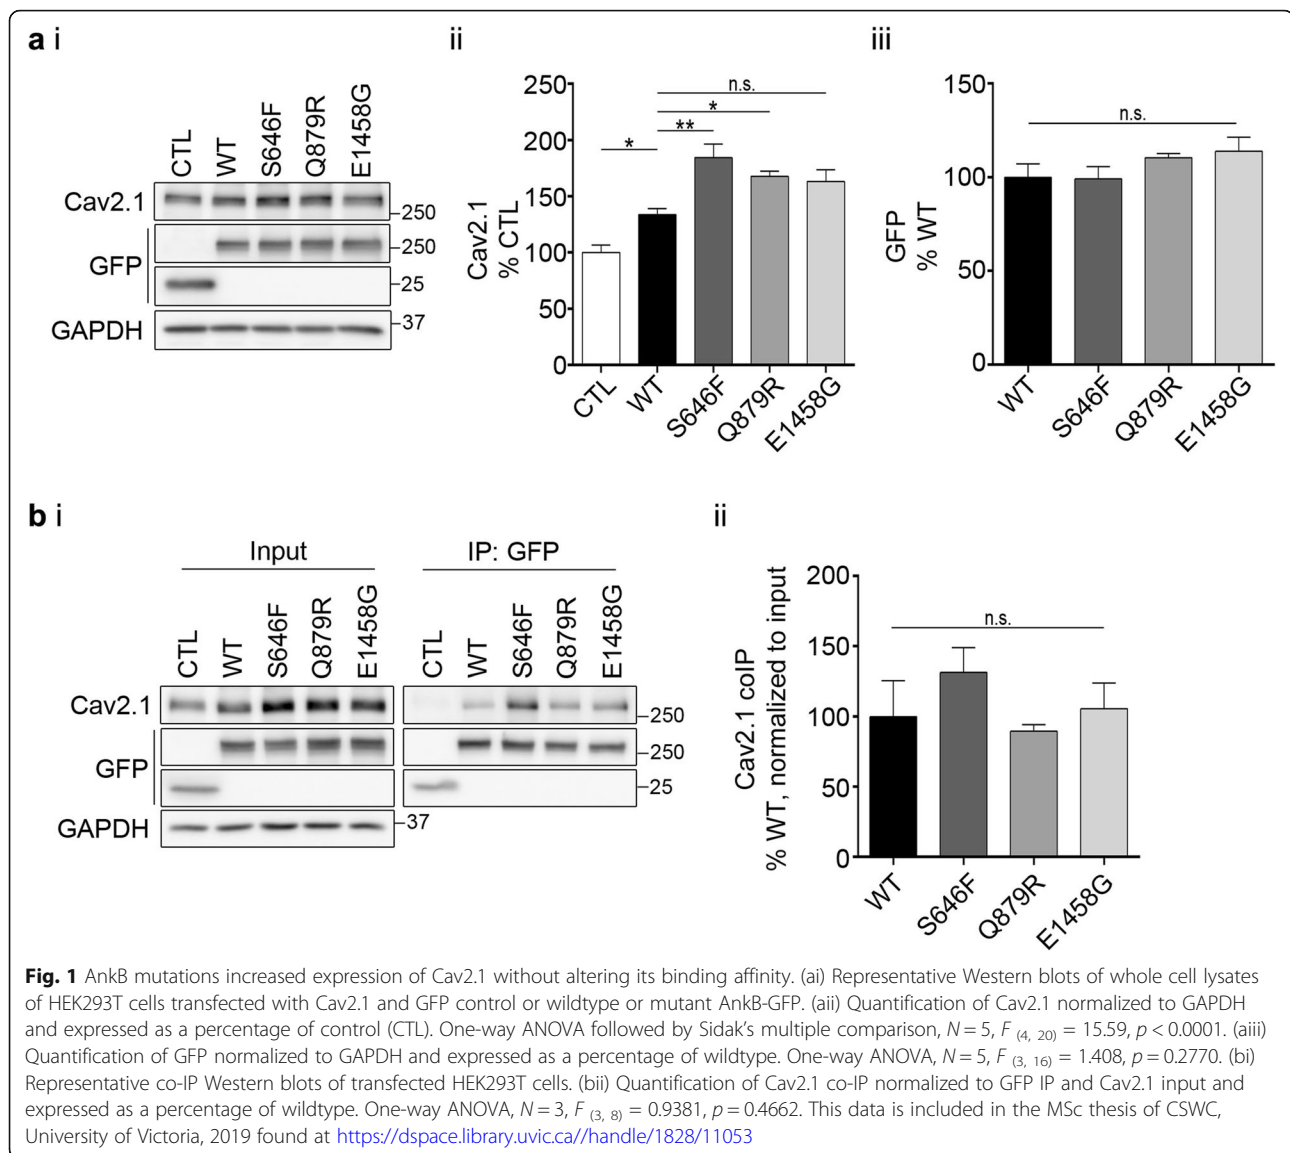 a i
CTL
WT
S646F
Q879R
E1458G
Cav2.1
250
GFP
250
25
GAPDH
37
ii
Cav2.1
% CTL
250
200
150
100
50
0
n.s.
*
**
*
CTL
WT
S646F
Q879R
E1458G
iii
GFP
% WT
150
100
50
0
n.s.
WT
S646F
Q879R
E1458G
b i
Input
IP: GFP
CTL
WT
S646F
Q879R
E1458G
CTL
WT
S646F
Q879R
E1458G
Cav2.1
250
GFP
250
25
GAPDH
37
ii
Cav2.1 coIP
% WT, normalized to input
200
150
100
50
0
n.s.
WT
S646F
Q879R
E1458G
Fig. 1 AnkB mutations increased expression of Cav2.1 without altering its binding affinity. (ai) Representative Western blots of whole cell lysates
of HEK293T cells transfected with Cav2.1 and GFP control or wildtype or mutant AnkB-GFP. (aii) Quantification of Cav2.1 normalized to GAPDH
and expressed as a percentage of control (CTL). One-way ANOVA followed by Sidak's multiple comparison, N = 5, F (4, 20) = 15.59, p < 0.0001. (aiii)
Quantification of GFP normalized to GAPDH and expressed as a percentage of wildtype. One-way ANOVA, N = 5, F (3, 16) = 1.408, p = 0.2770. (bi)
Representative co-IP Western blots of transfected HEK293T cells. (bii) Quantification of Cav2.1 co-IP normalized to GFP IP and Cav2.1 input and
expressed as a percentage of wildtype. One-way ANOVA, N = 3, F (3, 8) = 0.9381, p = 0.4662. This data is included in the MSc thesis of CSWC,
University of Victoria, 2019 found at https://dspace.library.uvic.ca//handle/1828/11053